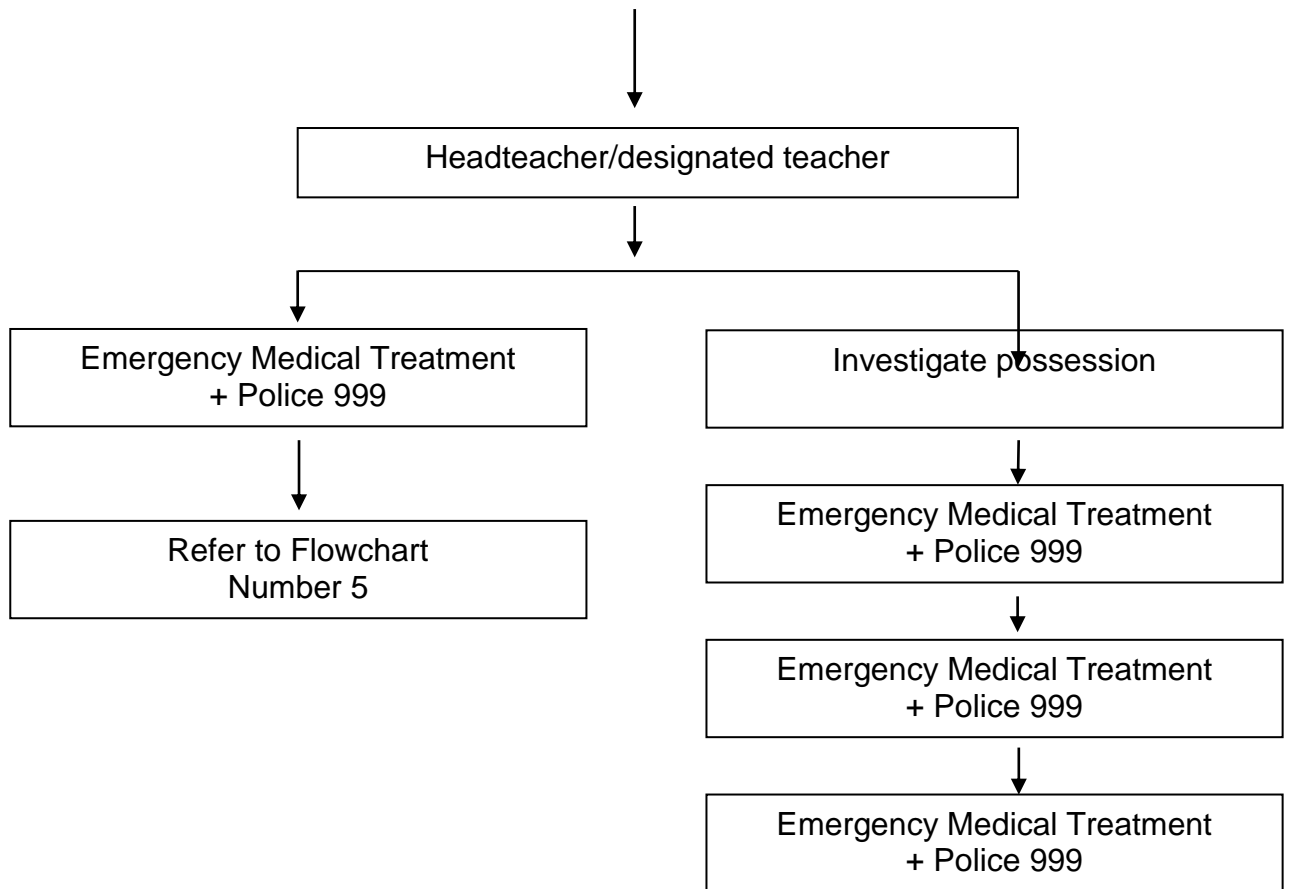 Headteacher/designated teacher
Emergency Medical Treatment
+ Police 999
Refer to Flowchart
Number 5
Investigate possession
Emergency Medical Treatment
+ Police 999
Emergency Medical Treatment
+ Police 999
Emergency Medical Treatment
+ Police 999